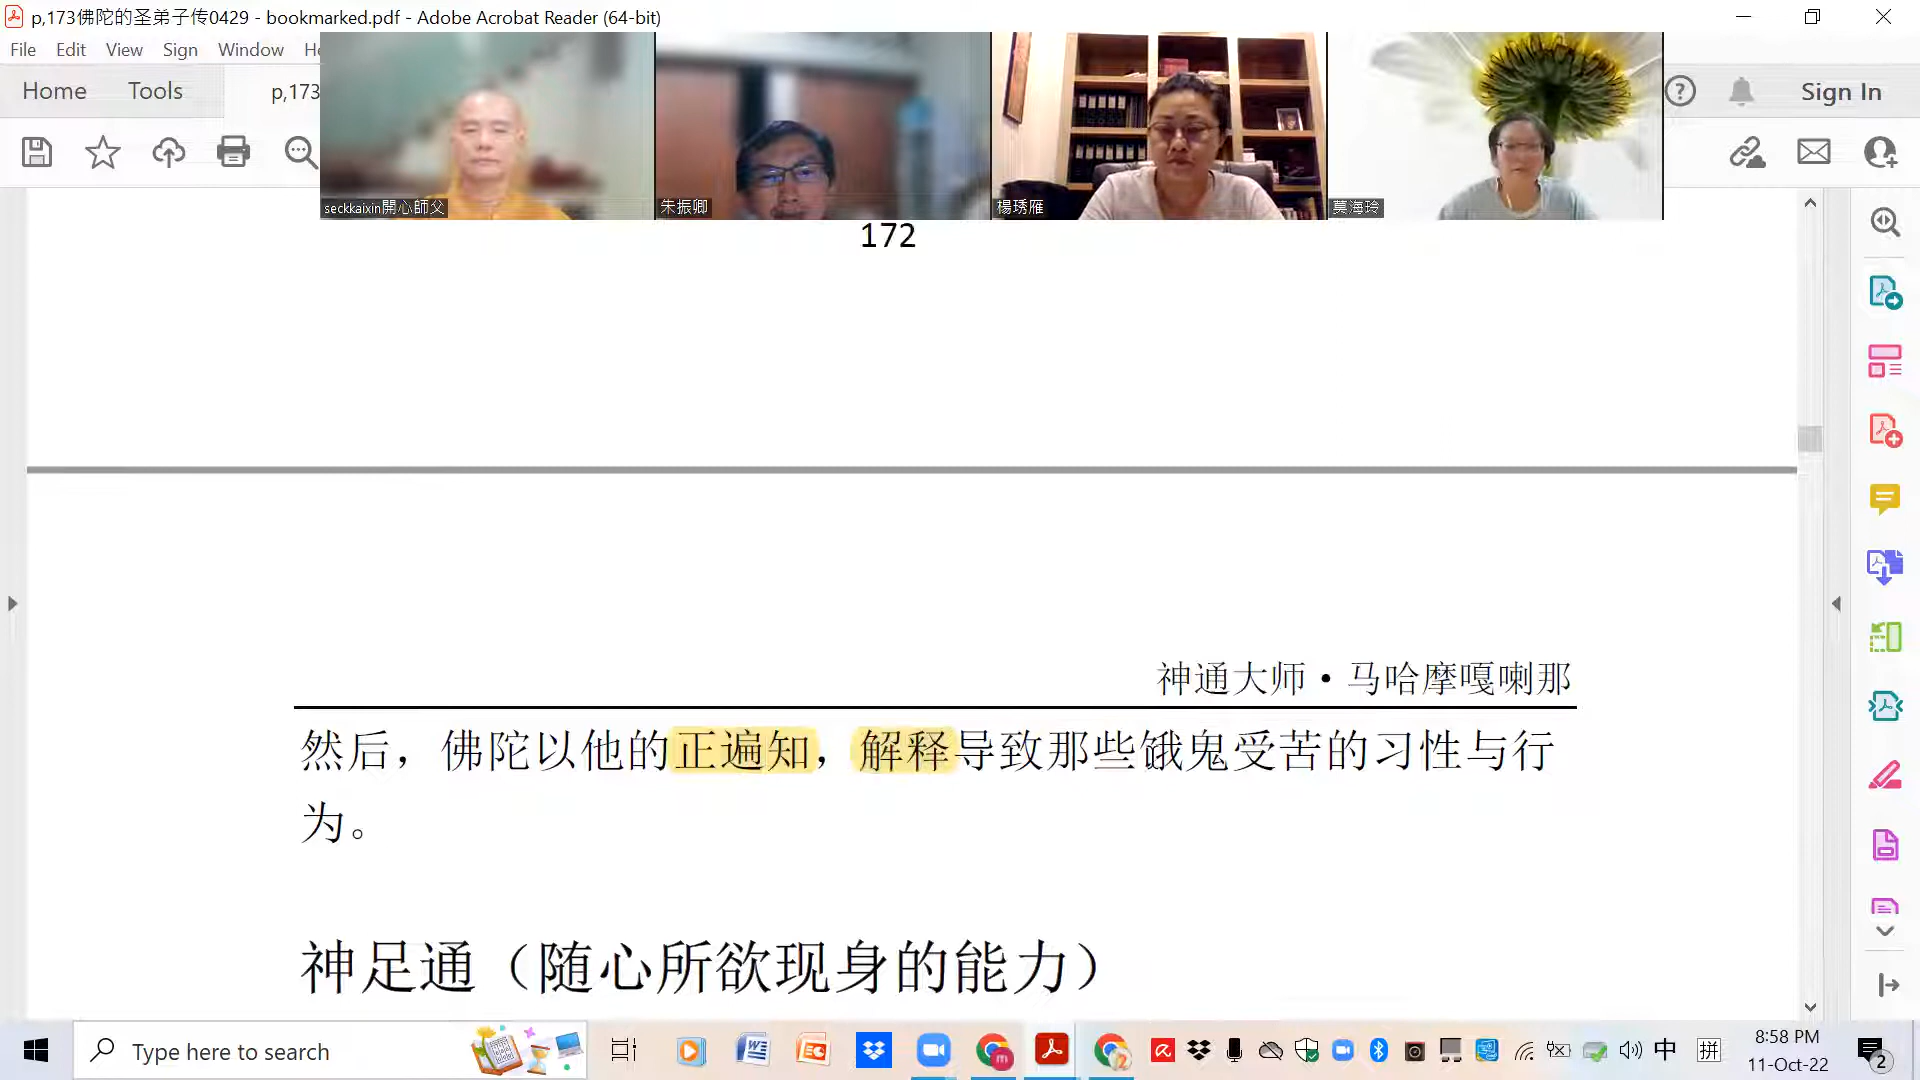 p,173佛陀的圣弟子传0429 - bookmarked.pdf - Adobe Acrobat Reader (64-bit)
File Edit View Sign Window
Home Tools p,173 Sign In
seckkaixin開心師父 朱振卿 楊琇雁 莫海玲
172
神通大师•马哈摩嘎喇那
然后，佛陀以他的正遍知，解释导致那些饿鬼受苦的习性与行
为。
神足通（随心所欲现身的能力）
Type here to search
中 拼
8:58 PM
11-Oct-22
2